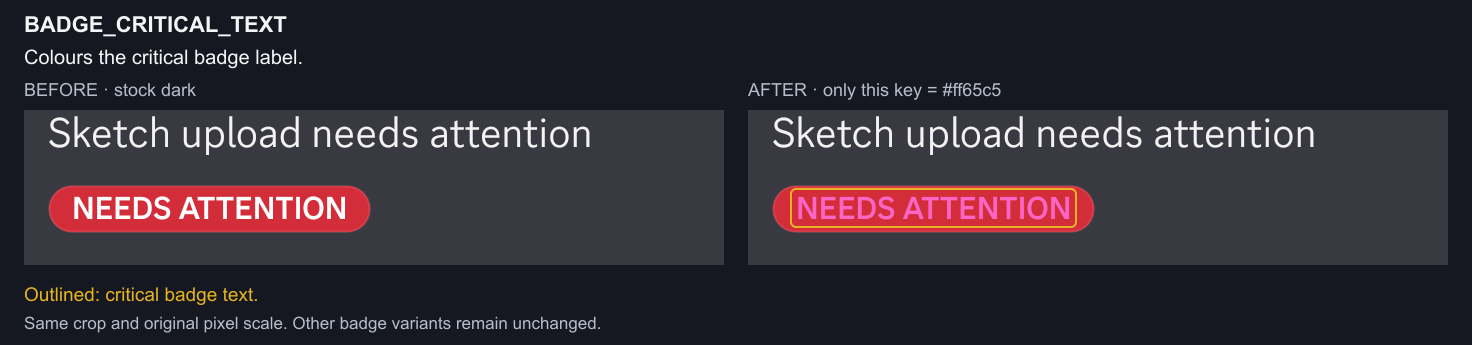 BADGE_CRITICAL_TEXT
Colours the critical badge label.
BEFORE · stock dark
Sketch upload needs attention
NEEDS ATTENTION
AFTER · only this key = #ff65c5
Sketch upload needs attention
NEEDS ATTENTION
Outlined: critical badge text.
Same crop and original pixel scale. Other badge variants remain unchanged.